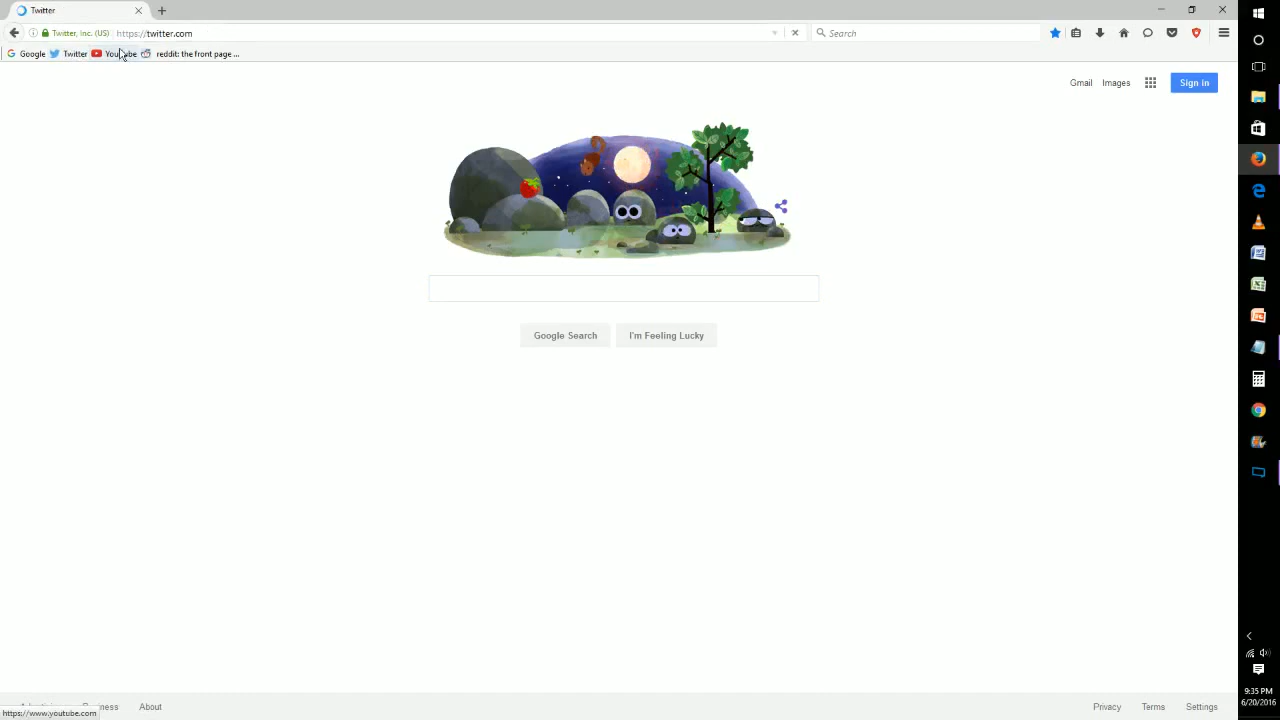 Twitter
Twitter, Inc. (US) https://twitter.com
Search
Google Twitter YouTube reddit: the front page ...
Gmail Images Sign in
Google Search I'm Feeling Lucky
About
Privacy Terms Settings
https://www.youtube.com
9:35 PM
6/20/2016